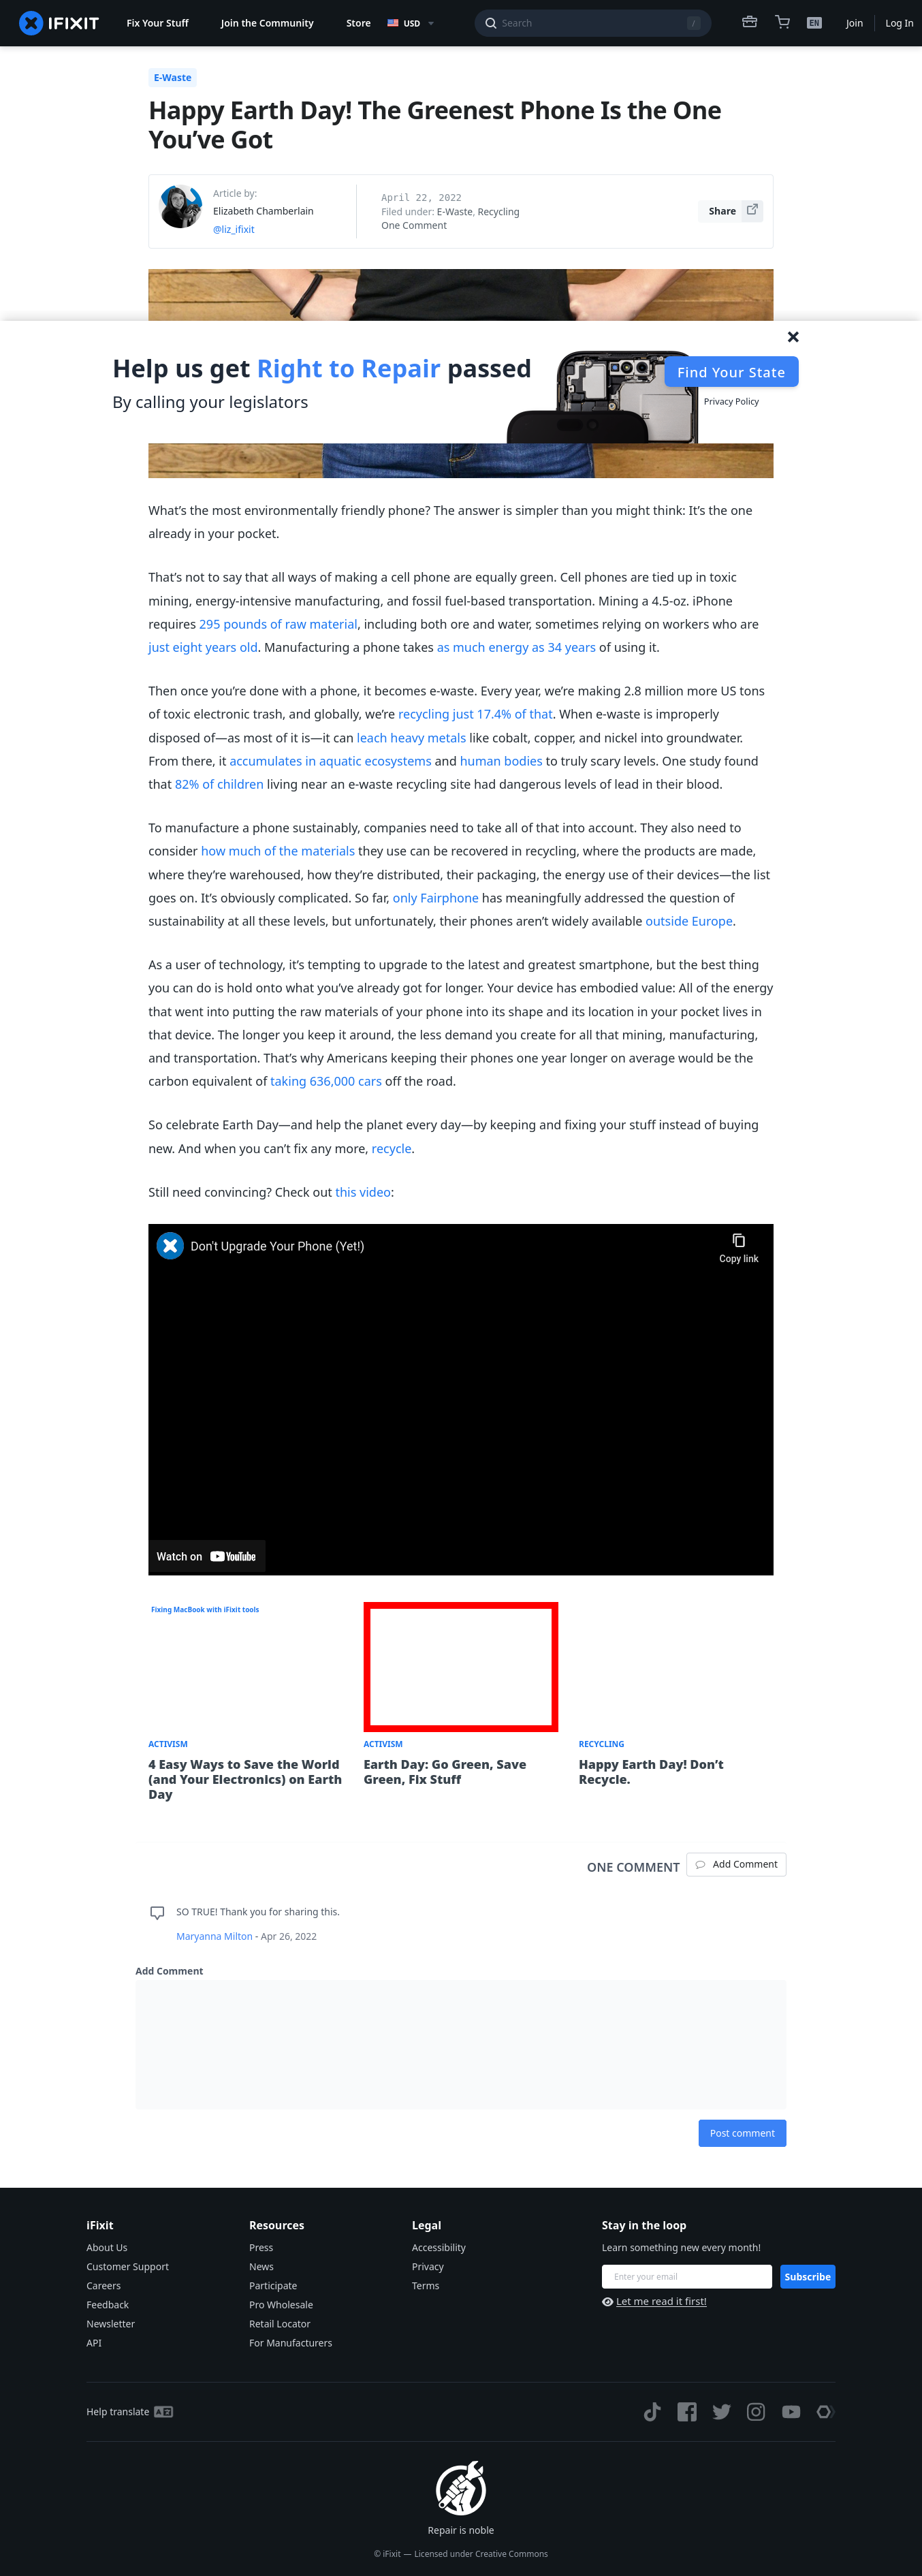 IFIXIT
Fix Your Stuff
Join the Community
Store
USD
Search
/
EN
Join
Log In
E-Waste
Happy Earth Day! The Greenest Phone Is the One
You’ve Got
Article by:
Elizabeth Chamberlain
@liz_ifixit
April 22, 2022
Filed under: E-Waste, Recycling
One Comment
Share
Help us get Right to Repair passed
By calling your legislators
Find Your State
Privacy Policy
What’s the most environmentally friendly phone? The answer is simpler than you might think: It’s the one
already in your pocket.
That’s not to say that all ways of making a cell phone are equally green. Cell phones are tied up in toxic
mining, energy-intensive manufacturing, and fossil fuel-based transportation. Mining a 4.5-oz. iPhone
requires 295 pounds of raw material, including both ore and water, sometimes relying on workers who are
just eight years old. Manufacturing a phone takes as much energy as 34 years of using it.
Then once you’re done with a phone, it becomes e-waste. Every year, we’re making 2.8 million more US tons
of toxic electronic trash, and globally, we’re recycling just 17.4% of that. When e-waste is improperly
disposed of—as most of it is—it can leach heavy metals like cobalt, copper, and nickel into groundwater.
From there, it accumulates in aquatic ecosystems and human bodies to truly scary levels. One study found
that 82% of children living near an e-waste recycling site had dangerous levels of lead in their blood.
To manufacture a phone sustainably, companies need to take all of that into account. They also need to
consider how much of the materials they use can be recovered in recycling, where the products are made,
where they’re warehoused, how they’re distributed, their packaging, the energy use of their devices—the list
goes on. It’s obviously complicated. So far, only Fairphone has meaningfully addressed the question of
sustainability at all these levels, but unfortunately, their phones aren’t widely available outside Europe.
As a user of technology, it’s tempting to upgrade to the latest and greatest smartphone, but the best thing
you can do is hold onto what you’ve already got for longer. Your device has embodied value: All of the energy
that went into putting the raw materials of your phone into its shape and its location in your pocket lives in
that device. The longer you keep it around, the less demand you create for all that mining, manufacturing,
and transportation. That’s why Americans keeping their phones one year longer on average would be the
carbon equivalent of taking 636,000 cars off the road.
So celebrate Earth Day—and help the planet every day—by keeping and fixing your stuff instead of buying
new. And when you can’t fix any more, recycle.
Still need convincing? Check out this video:
Don't Upgrade Your Phone (Yet!)
Copy link
Watch on YouTube
Fixing MacBook with iFixit tools
ACTIVISM
4 Easy Ways to Save the World
(and Your Electronics) on Earth
Day
ACTIVISM
Earth Day: Go Green, Save
Green, Fix Stuff
RECYCLING
Happy Earth Day! Don’t
Recycle.
ONE COMMENT
Add Comment
SO TRUE! Thank you for sharing this.
Maryanna Milton - Apr 26, 2022
Add Comment
Post comment
iFixit
About Us
Customer Support
Careers
Feedback
Newsletter
API
Resources
Press
News
Participate
Pro Wholesale
Retail Locator
For Manufacturers
Legal
Accessibility
Privacy
Terms
Stay in the loop
Learn something new every month!
Enter your email
Subscribe
Let me read it first!
Help translate
Repair is noble
© iFixit — Licensed under Creative Commons